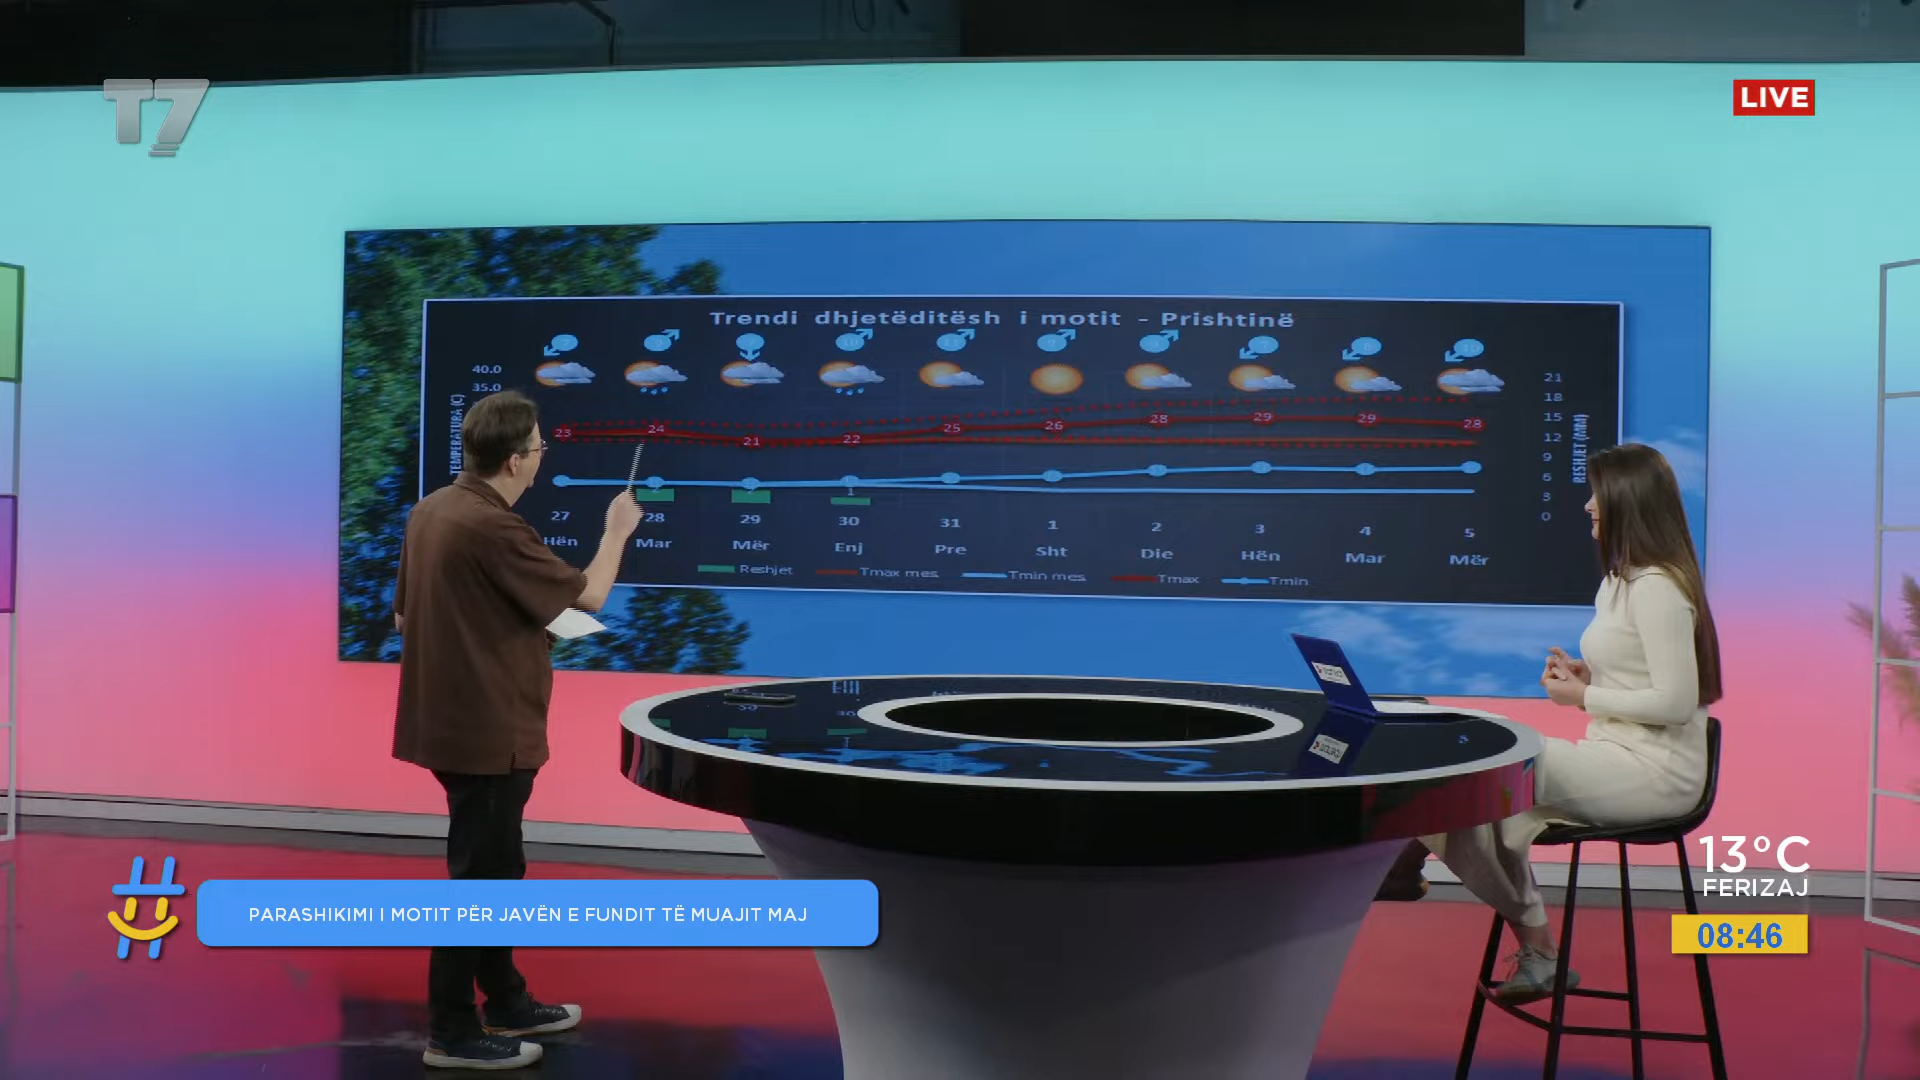 T7
LIVE
Trendi dhjetëditësh i motit - Prishtinë
40.0
35.0
TEMPERATURA (C)
23 24 21 22 25 26 28 29 29 28
21
18
15
12
9
6
3
0
RESHJET (MM)
1
27 28 29 30 31 1 2 3 4 5
Hën Mar Mër Enj Pre Sht Die Hën Mar Mër
Reshjet Tmax mes. Tmin mes. Tmax Tmin
13°C
FERIZAJ
PARASHIKIMI I MOTIT PËR JAVËN E FUNDIT TË MUAJIT MAJ
08:46